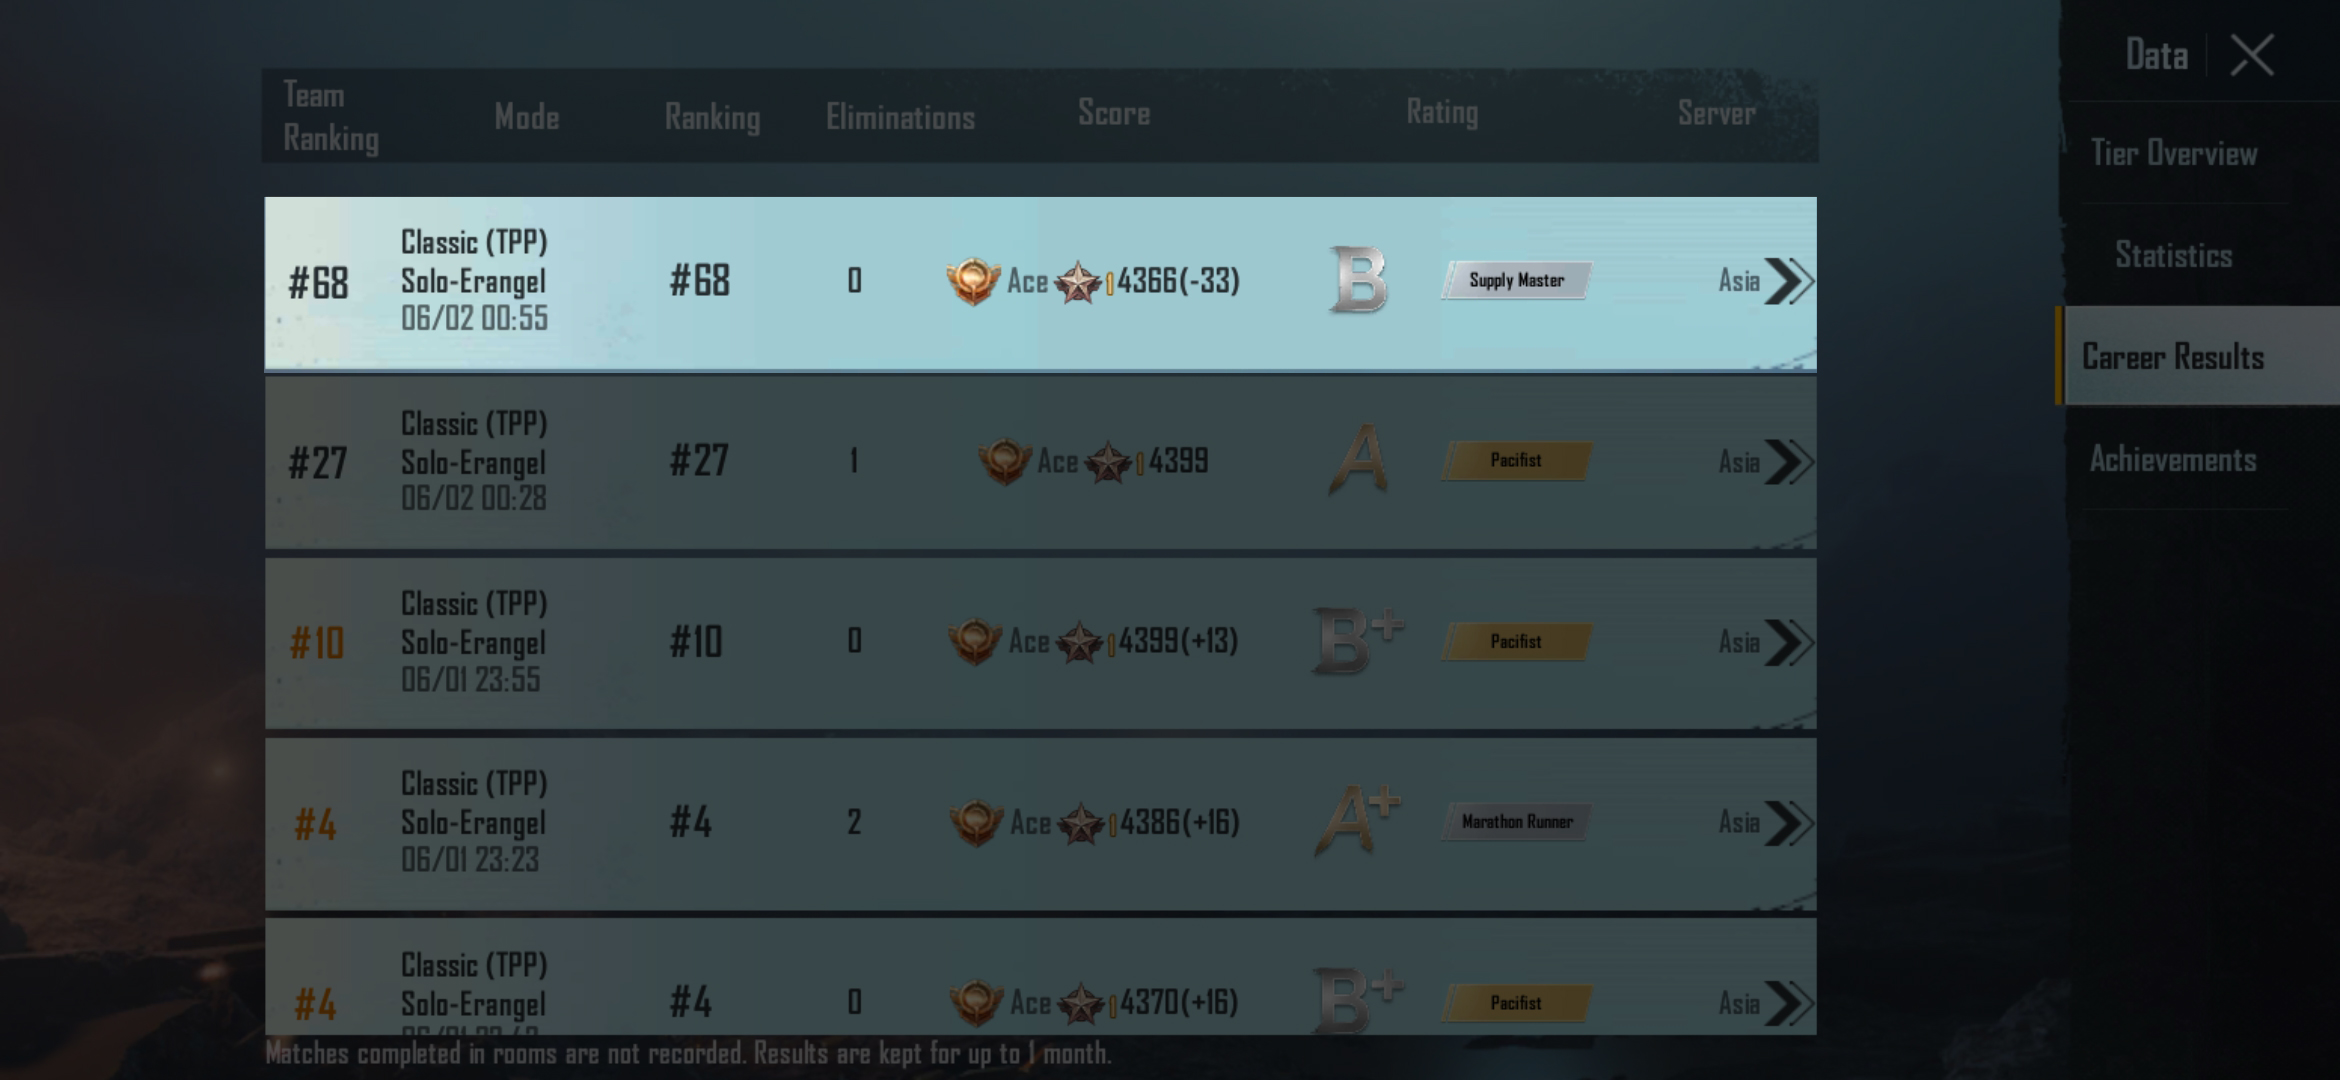 Data
Team Ranking Mode Ranking Eliminations Score Rating Server
Tier Overview
Statistics
Career Results
Achievements
#68 Classic (TPP) #68 0 Ace 1 4366(-33) B Supply Master Asia
Solo-Erangel
06/02 00:55
#27 Classic (TPP) #27 1 Ace 1 4399 A Pacifist Asia
Solo-Erangel
06/02 00:28
#10 Classic (TPP) #10 0 Ace 1 4399(+13) B+ Pacifist Asia
Solo-Erangel
06/01 23:55
#4 Classic (TPP) #4 2 Ace 1 4386(+16) A+ Marathon Runner Asia
Solo-Erangel
06/01 23:23
#4 Classic (TPP) #4 0 Ace 1 4370(+16) B+ Pacifist Asia
Solo-Erangel
Matches completed in rooms are not recorded. Results are kept for up to 1 month.